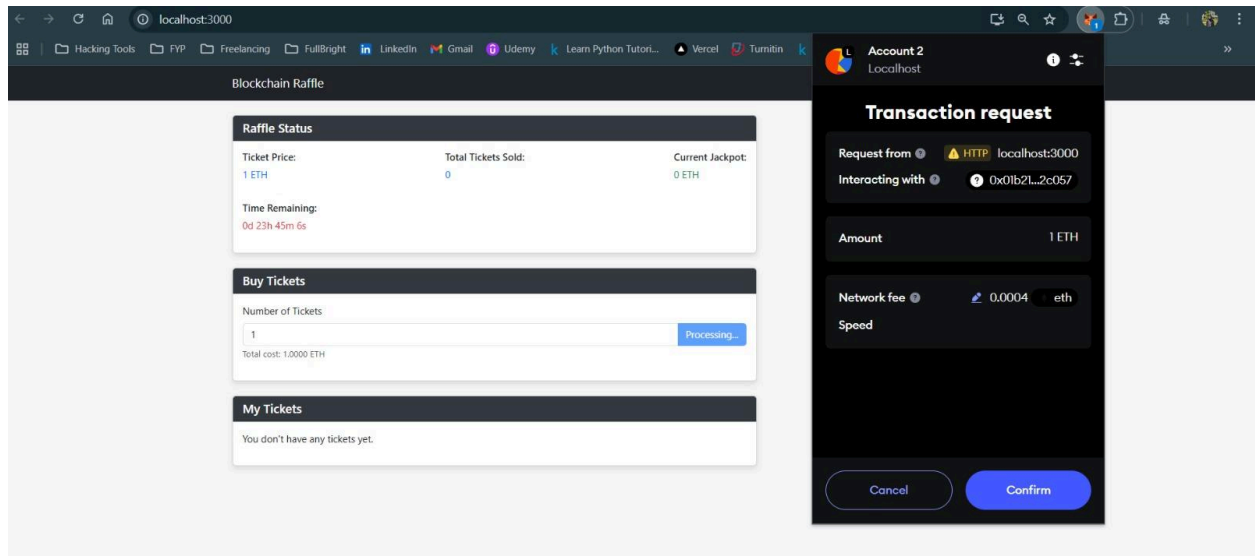 localhost:3000
Hacking Tools FYP Freelancing FullBright in LinkedIn Gmail Udemy k Learn Python Tutori... Vercel Turnitin k »
Blockchain Raffle
Raffle Status
Ticket Price: Total Tickets Sold: Current Jackpot:
1 ETH 0 0 ETH
Time Remaining:
0d 23h 45m 6s
Buy Tickets
Number of Tickets
1 Processing...
Total cost: 1.0000 ETH
My Tickets
You don't have any tickets yet.
1
L
Account 2
Localhost
Transaction request
Request from HTTP localhost:3000
Interacting with 0x01b21...2c057
Amount 1 ETH
Network fee 0.0004 eth
Speed
Cancel Confirm